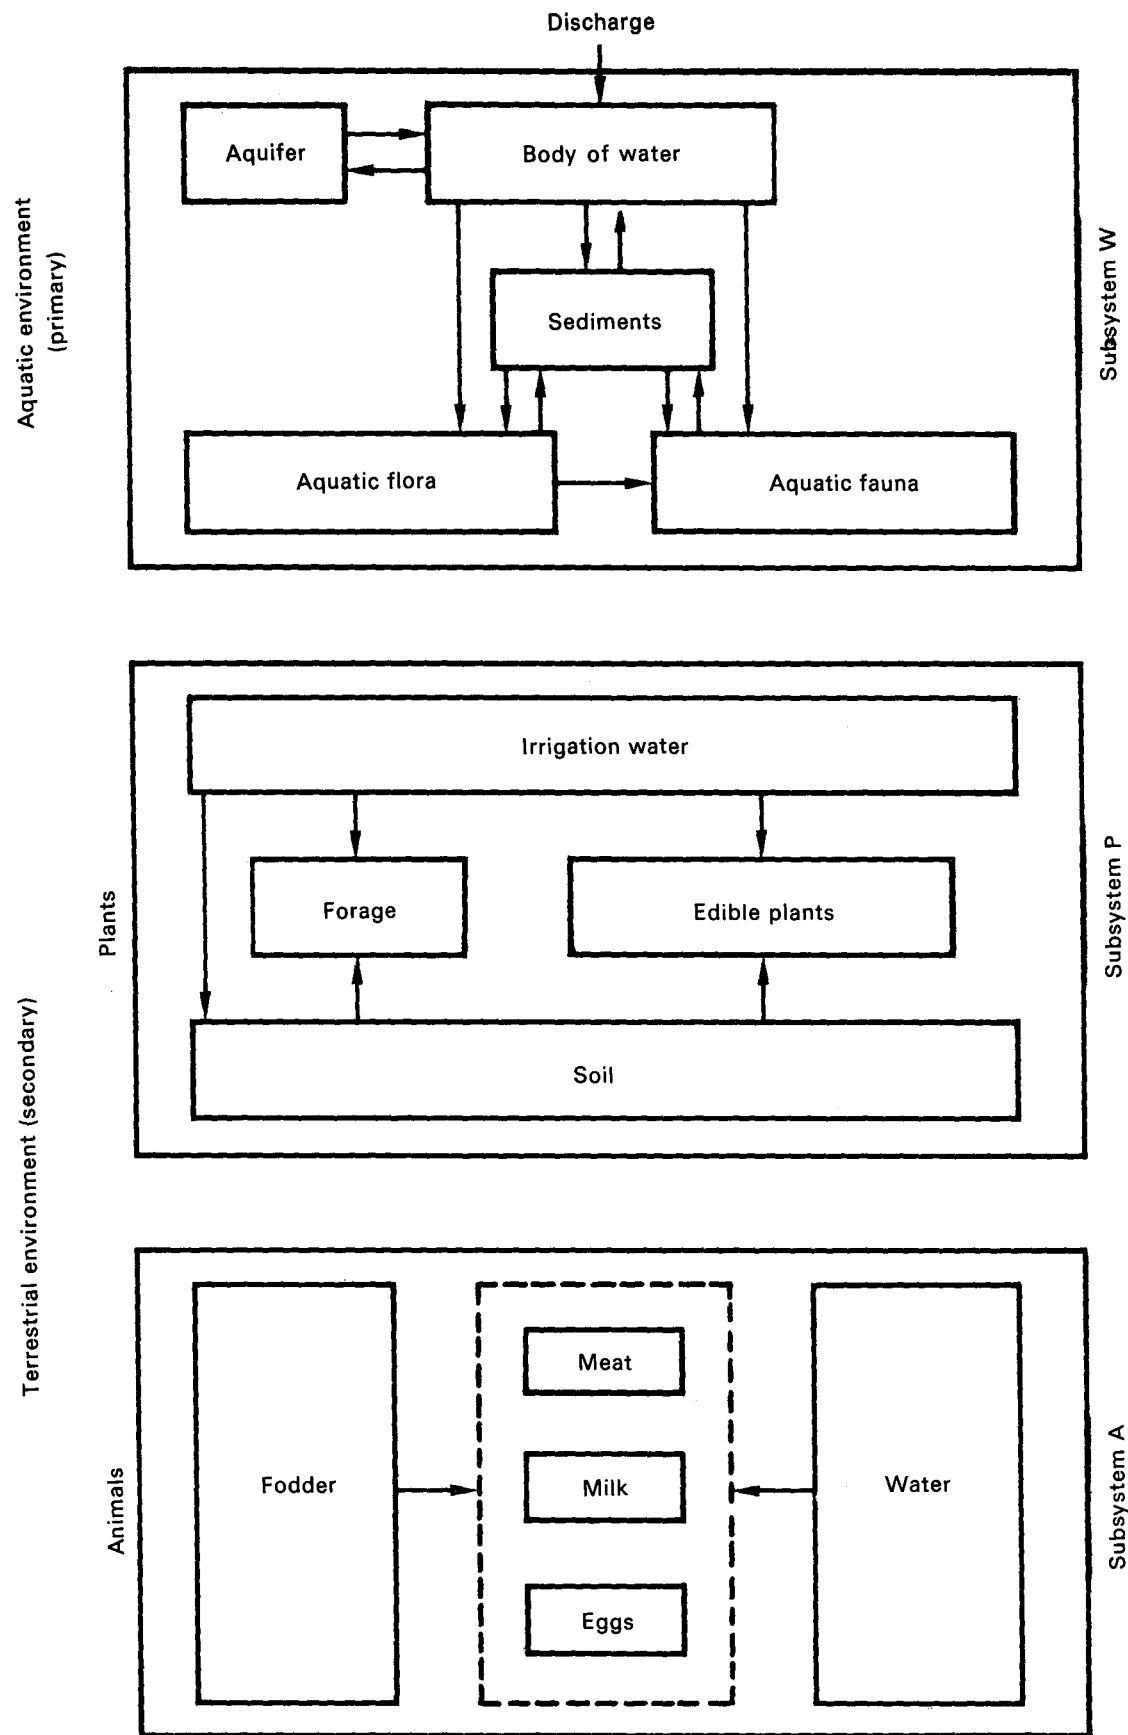 Discharge
Aquifer
Body of water
Sediments
Aquatic flora
Aquatic fauna
Aquatic environment
(primary)
Subsystem W
Irrigation water
Forage
Edible plants
Soil
Plants
Subsystem P
Terrestrial environment (secondary)
Meat
Fodder
Milk
Water
Eggs
Animals
Subsystem A